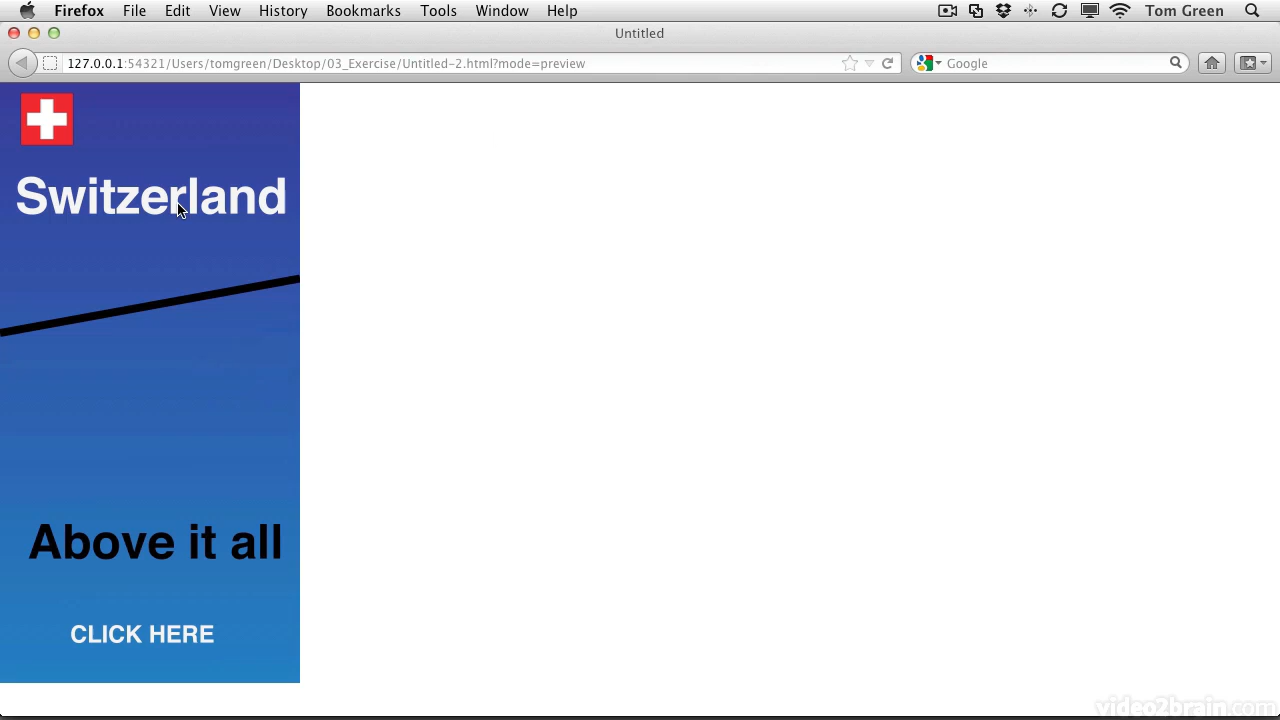 Firefox File Edit View History Bookmarks Tools Window Help Tom Green
Untitled
127.0.0.1:54321/Users/tomgreen/Desktop/03_Exercise/Untitled-2.html?mode=preview Google
Switzerland
Above it all
CLICK HERE
video2brain.com